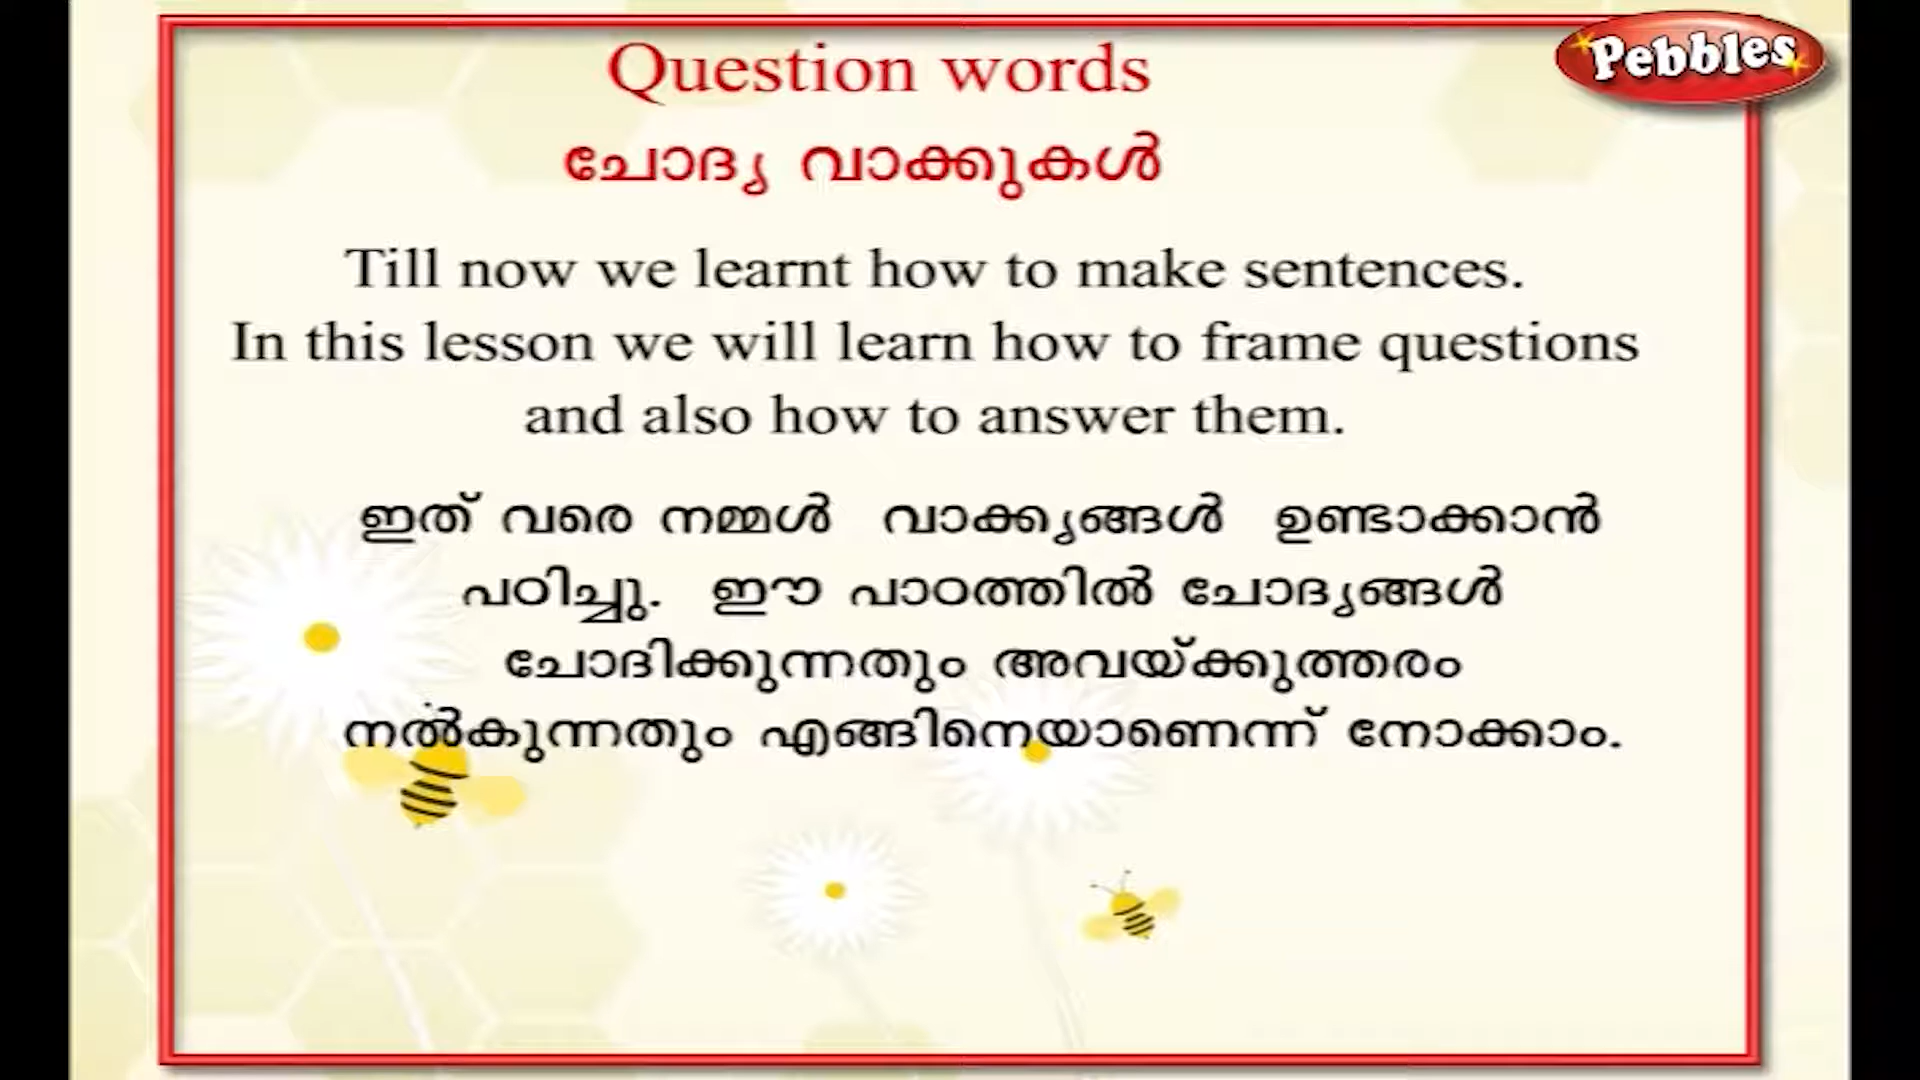 Pebbles
Question words
ചോദ്യ വാക്കുകൾ
Till now we learnt how to make sentences.
In this lesson we will learn how to frame questions
and also how to answer them.
ഇത് വരെ നമ്മൾ വാക്ക്യങ്ങൾ ഉണ്ടാക്കാൻ
പഠിച്ചു. ഈ പാഠത്തിൽ ചോദ്യങ്ങൾ
ചോദിക്കുന്നതും അവയ്ക്കുത്തരം
നൽകുന്നതും എങ്ങിനെയാണെന്ന് നോക്കാം.